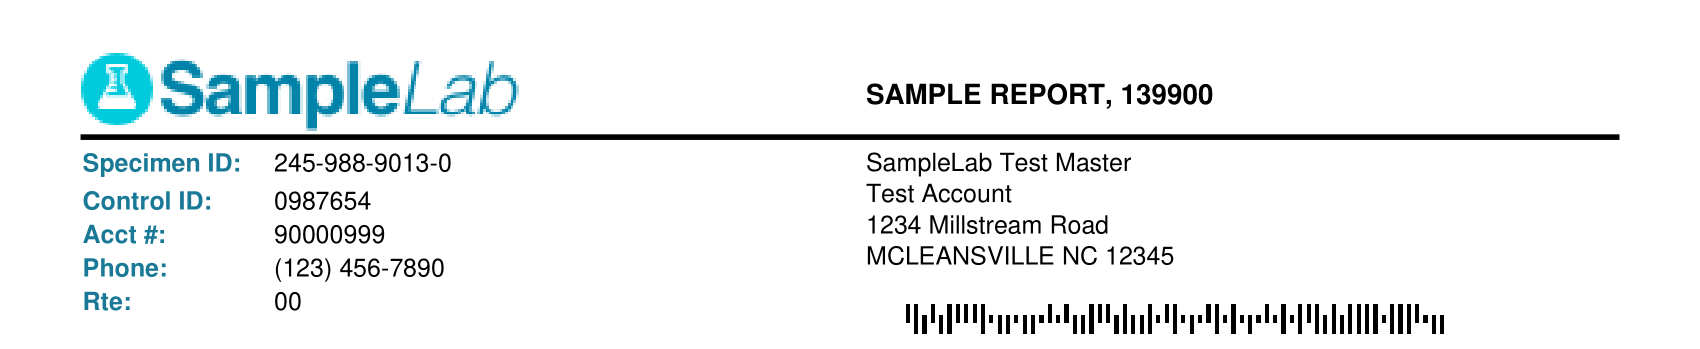 SampleLab
SAMPLE REPORT, 139900
Specimen ID: 245-988-9013-0
Control ID: 0987654
Acct #: 90000999
Phone: (123) 456-7890
Rte: 00
SampleLab Test Master
Test Account
1234 Millstream Road
MCLEANSVILLE NC 12345